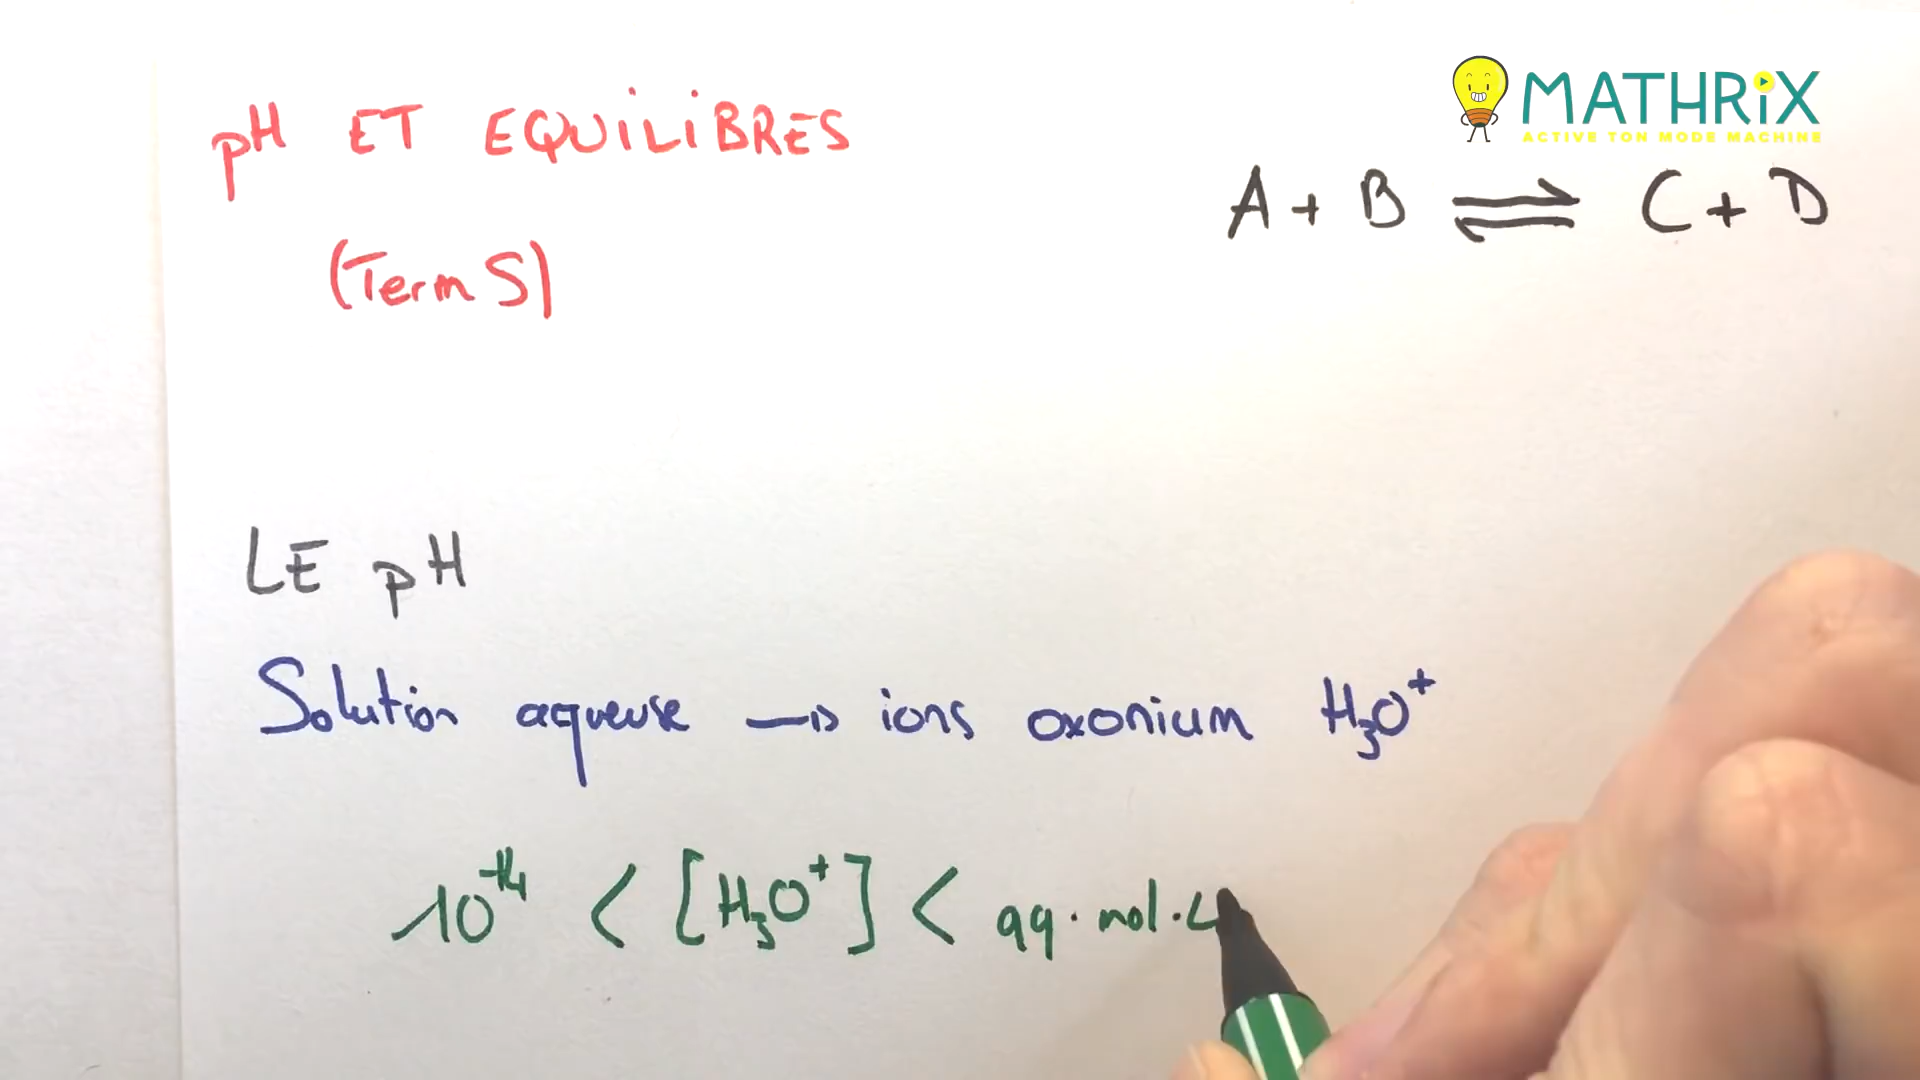 MATHRiX
ACTIVE TON MODE MACHINE
pH ET EQUiLiBRES
A + B ⇌ C + D
(Term S)
LE pH
Solution aqueuse → ions oxonium H₃O⁺
10⁻¹⁴ < [H₃O⁺] < qq · mol · L